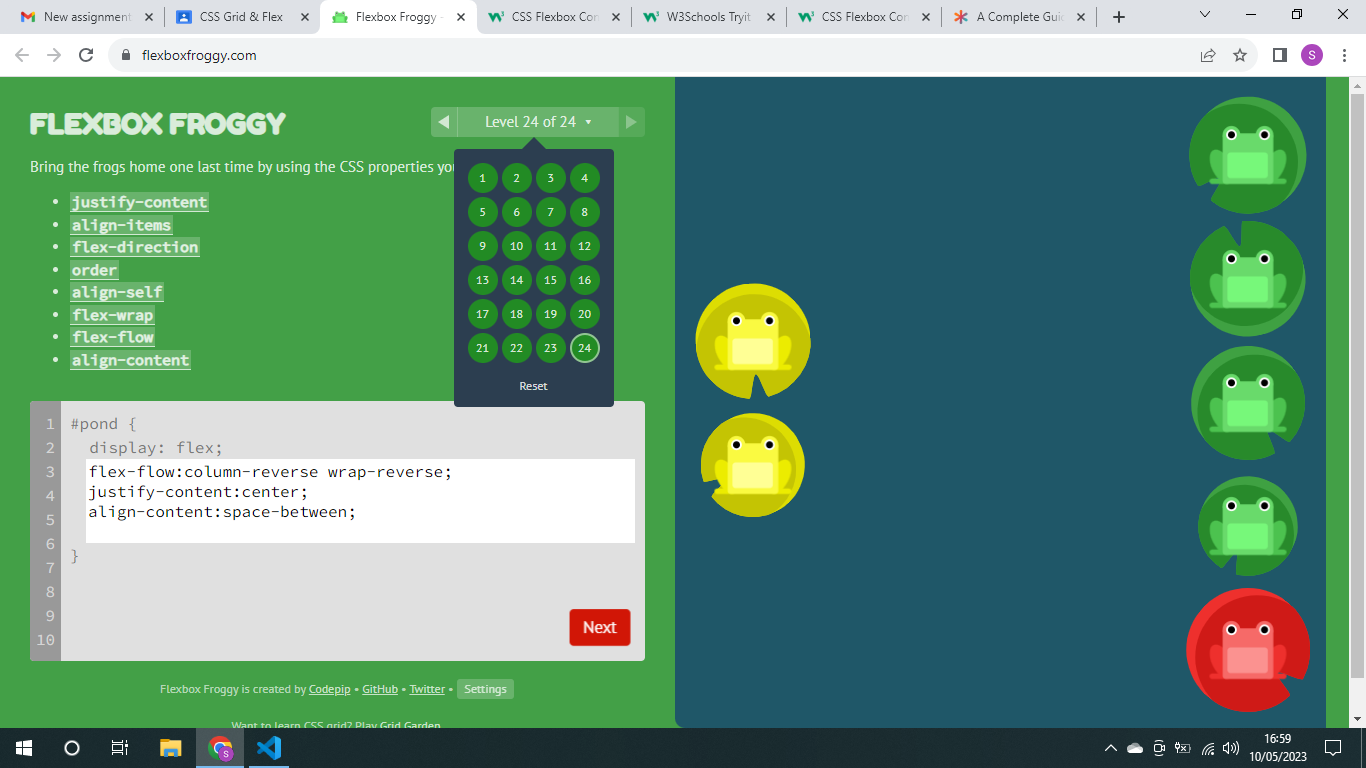 New assignment
CSS Grid & Flex
Flexbox Froggy -
CSS Flexbox Con
W3Schools Tryit
CSS Flexbox Con
A Complete Guid
flexboxfroggy.com
S
FLEXBOX FROGGY
Level 24 of 24
Bring the frogs home one last time by using the CSS properties you
justify-content
align-items
flex-direction
order
align-self
flex-wrap
flex-flow
align-content
1 2 3 4
5 6 7 8
9 10 11 12
13 14 15 16
17 18 19 20
21 22 23 24
Reset
1 #pond {
2 display: flex;
3 flex-flow:column-reverse wrap-reverse;
4 justify-content:center;
5 align-content:space-between;
6
7 }
8
9
10
Next
Flexbox Froggy is created by Codepip • GitHub • Twitter • Settings
Want to learn CSS grid? Play Grid Garden
S
16:59
10/05/2023